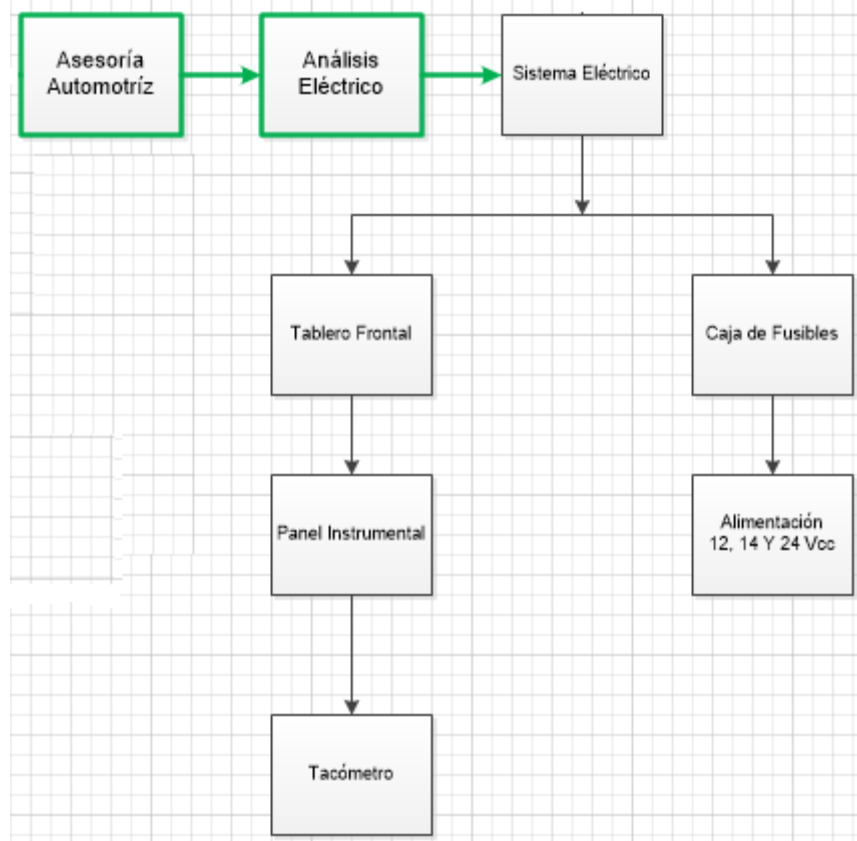 Asesoría
Automotríz
Análisis
Eléctrico
Sistema Eléctrico
Tablero Frontal
Caja de Fusibles
Panel Instrumental
Alimentación
12, 14 Y 24 Vcc
Tacómetro